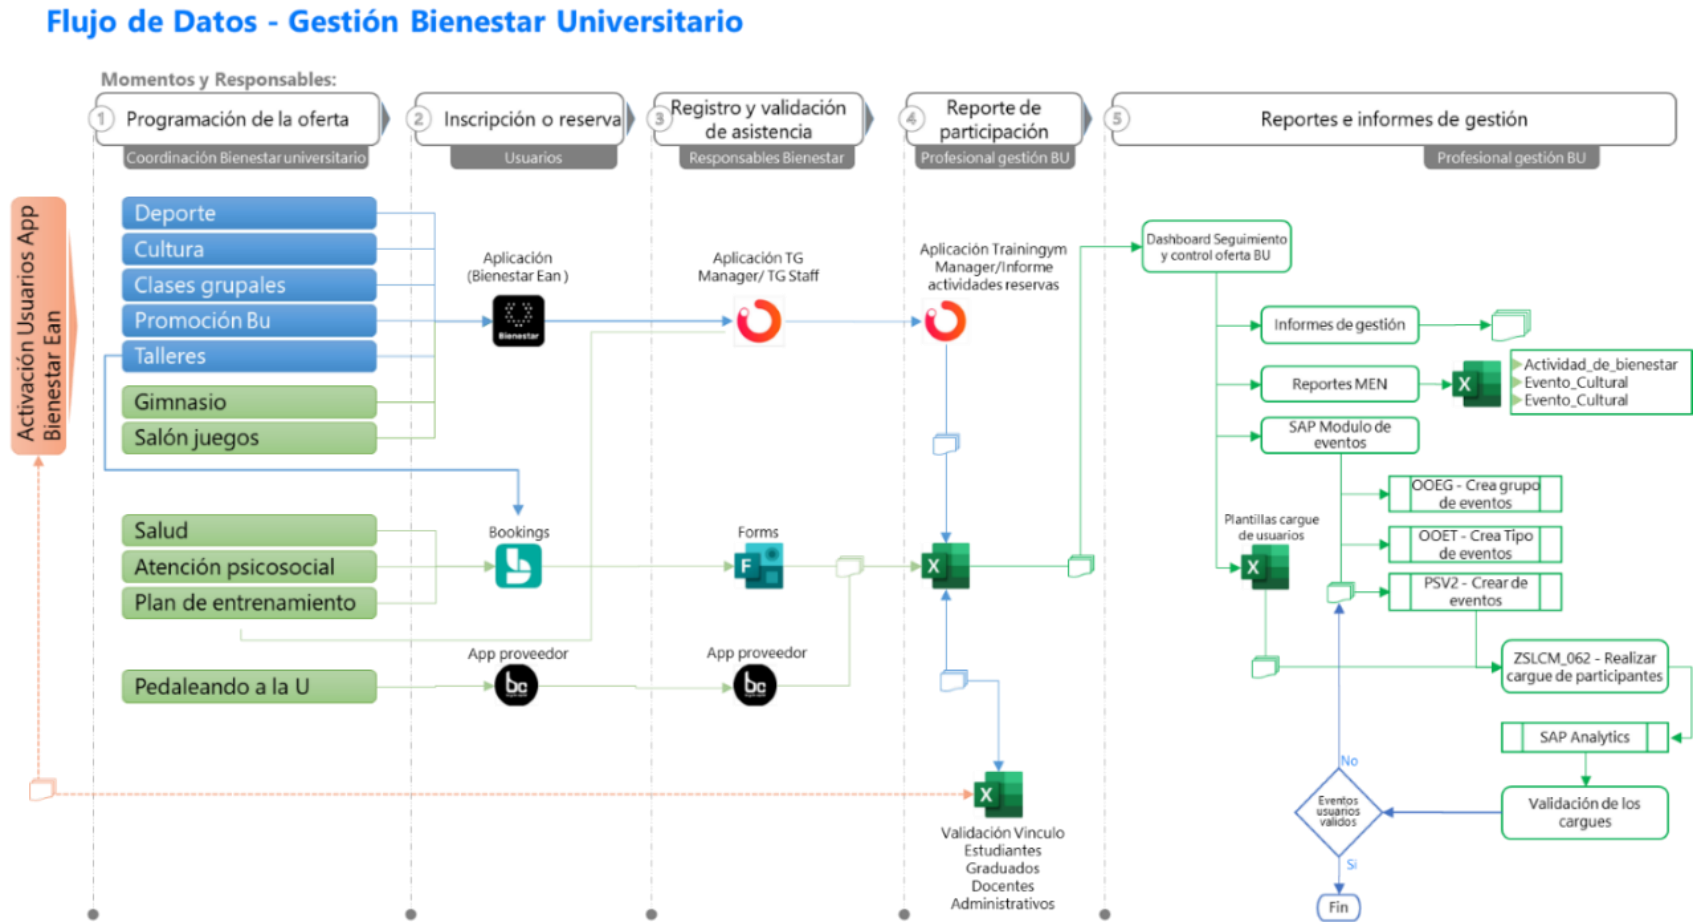 Flujo de Datos - Gestión Bienestar Universitario
Momentos y Responsables:
1
Programación de la oferta
Coordinación Bienestar universitario
2
Inscripción o reserva
Usuarios
3
Registro y validación
de asistencia
Responsables Bienestar
4
Reporte de
participación
Profesional gestión BU
5
Reportes e informes de gestión
Profesional gestión BU
Activación Usuarios App
Bienestar Ean
Deporte
Cultura
Clases grupales
Promoción Bu
Talleres
Gimnasio
Salón juegos
Salud
Atención psicosocial
Plan de entrenamiento
Pedaleando a la U
Aplicación
(Bienestar Ean )
Bienestar
Bookings
b
App proveedor
bc
Aplicación TG
Manager/ TG Staff
Forms
F
App proveedor
bc
Aplicación Trainingym
Manager/Informe
actividades reservas
X
X
Validación Vinculo
Estudiantes
Graduados
Docentes
Administrativos
Dashboard Seguimiento
y control oferta BU
Informes de gestión
Reportes MEN
X
Actividad_de_bienestar
Evento_Cultural
Evento_Cultural
SAP Modulo de
eventos
OOEG - Crea grupo
de eventos
OOET - Crea Tipo
de eventos
PSV2 - Crear de
eventos
Plantillas cargue
de usuarios
X
ZSLCM_062 - Realizar
cargue de participantes
SAP Analytics
Validación de los
cargues
Eventos
usuarios
validos
No
Si
Fin